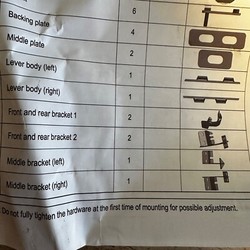 6
Backing plate 4
Middle plate 2
Lever body (left) 1
Lever body (right) 1
Front and rear bracket 1 2
Front and rear bracket 2 2
Middle bracket (left) 1
Middle bracket (right) 1
Do not fully tighten the hardware at the first time of mounting for possible adjustment.